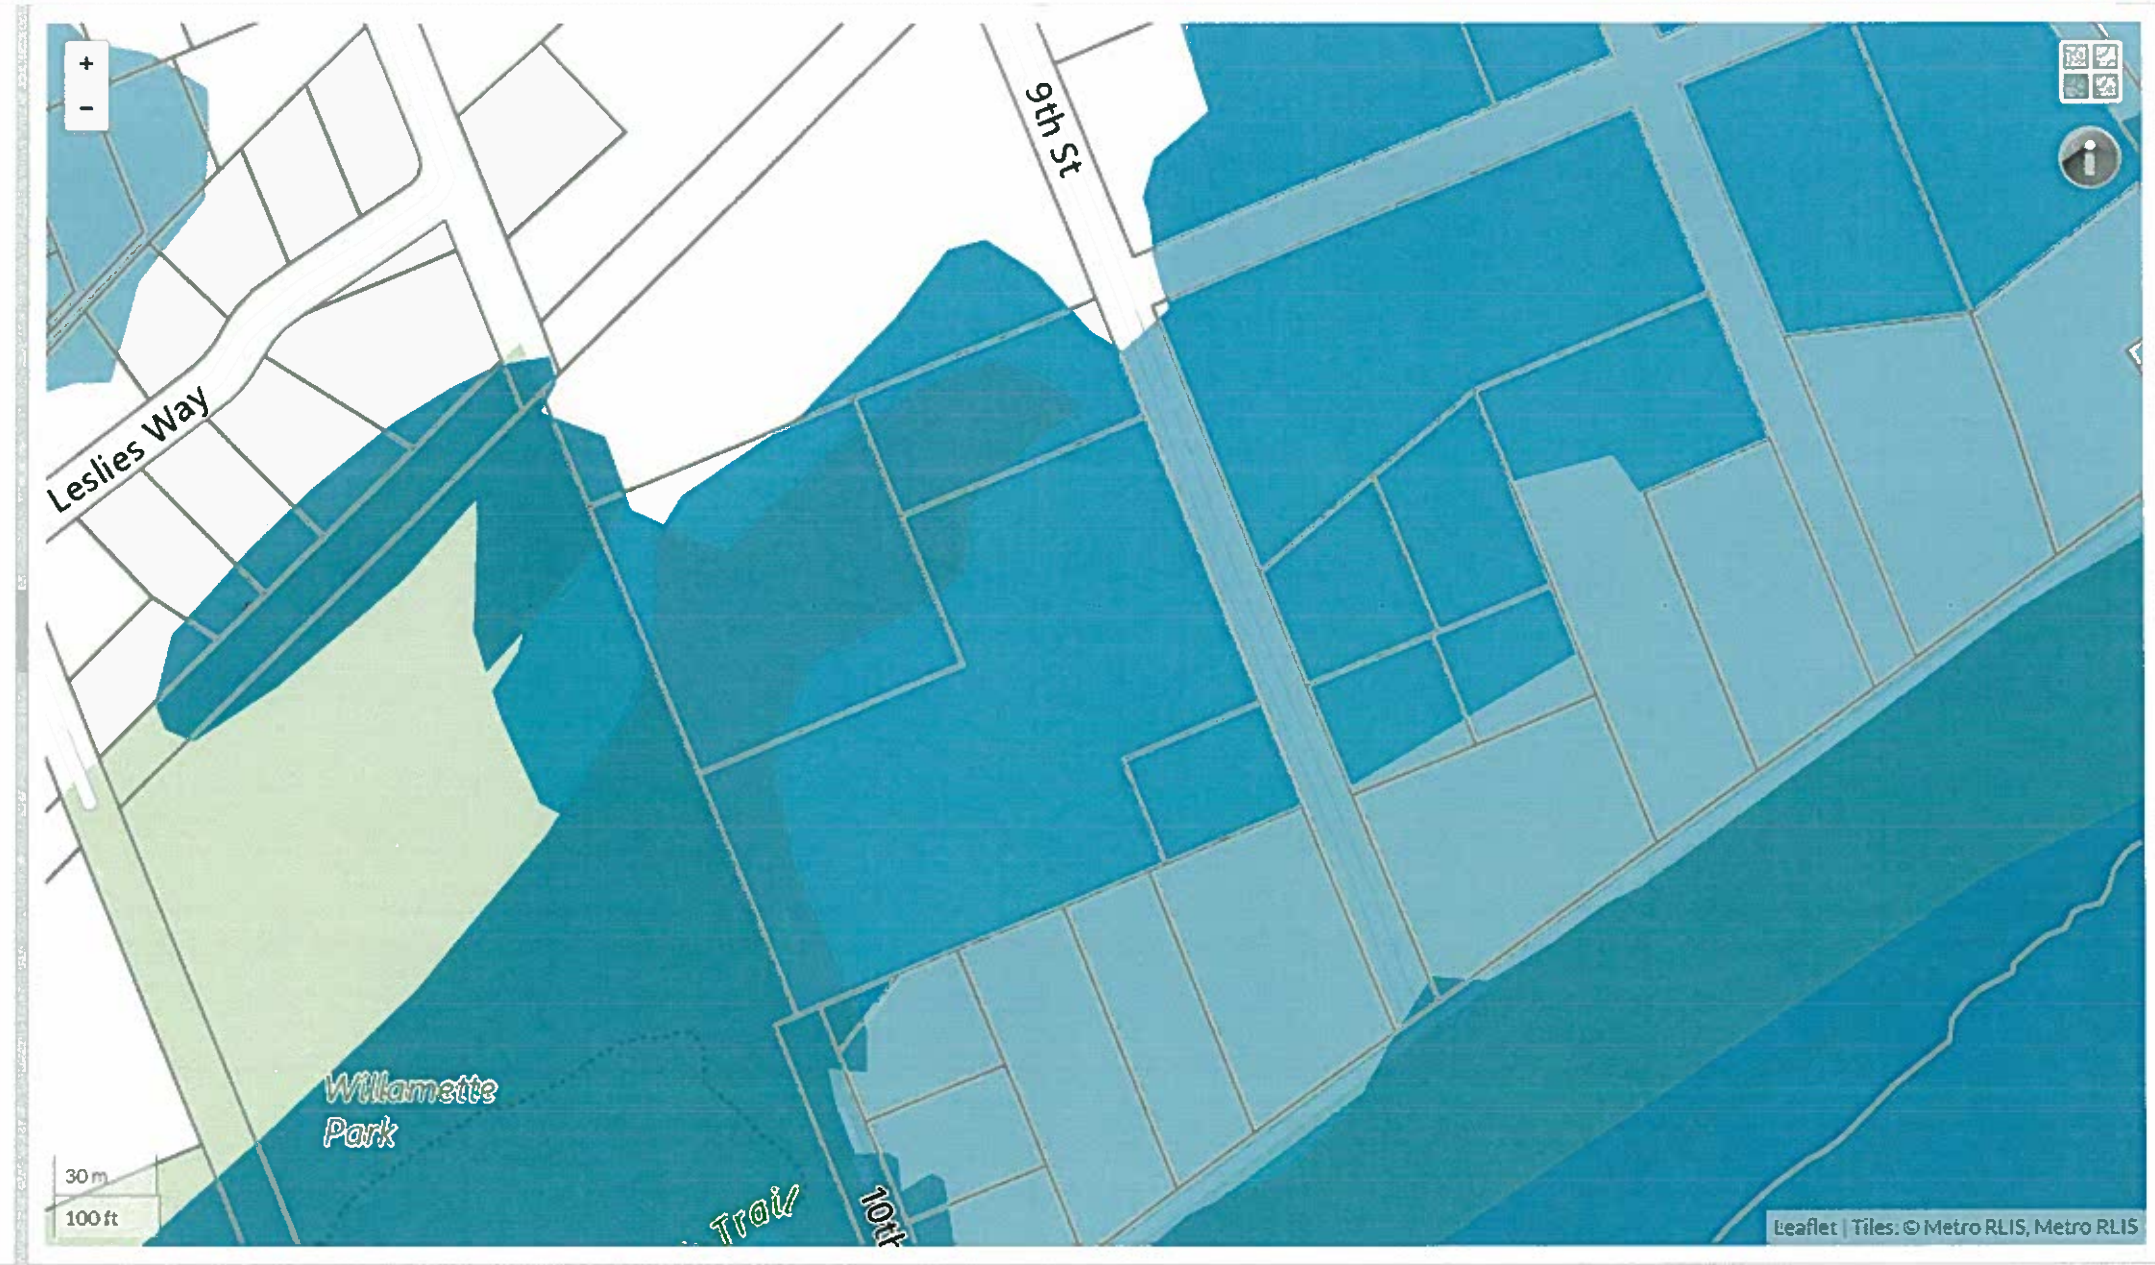 +
-
9th St
Leslies Way
Willamette
Park
30 m
100 ft
Trail
10th
Leaflet | Tiles: © Metro RLIS, Metro RLIS